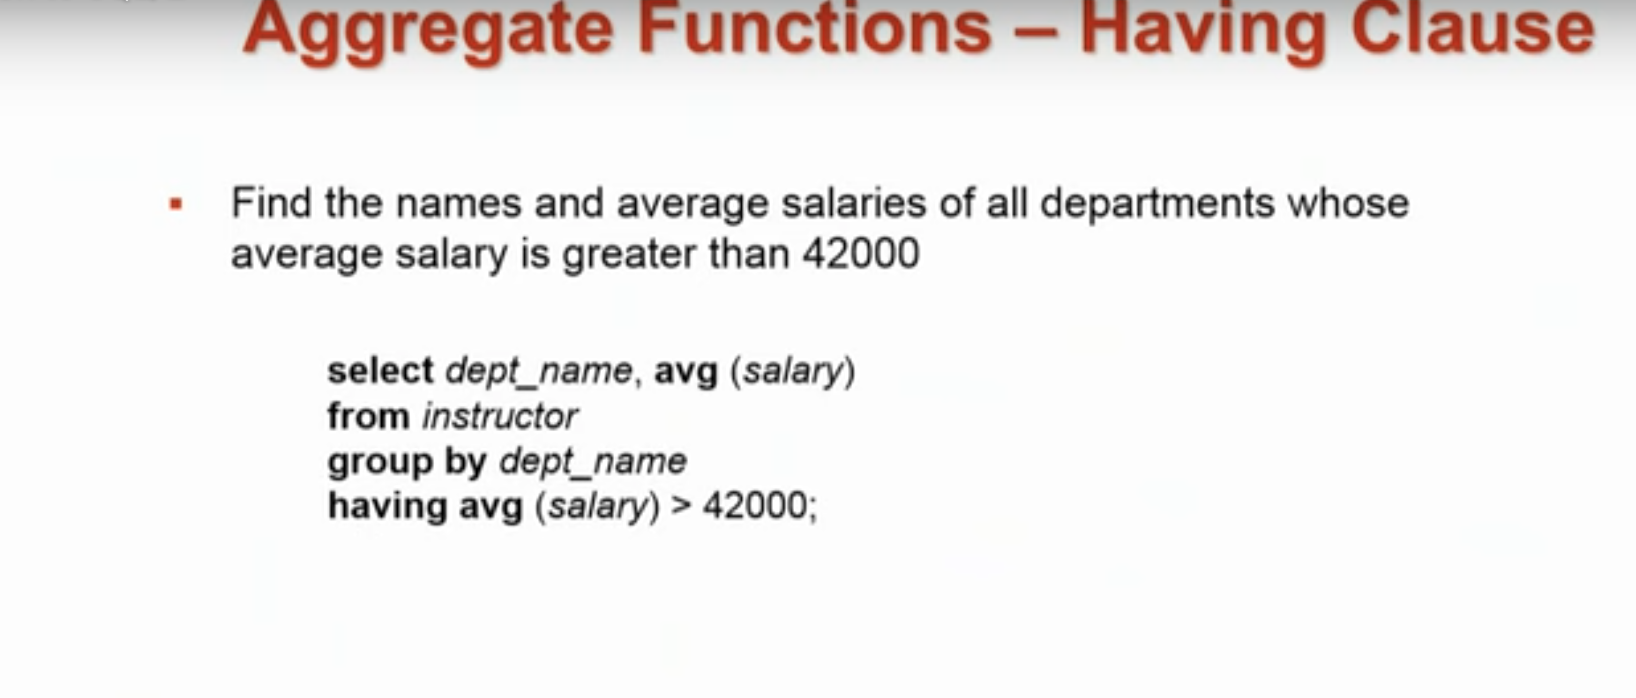 Aggregate Functions – Having Clause
▪ Find the names and average salaries of all departments whose
average salary is greater than 42000
select dept_name, avg (salary)
from instructor
group by dept_name
having avg (salary) > 42000;